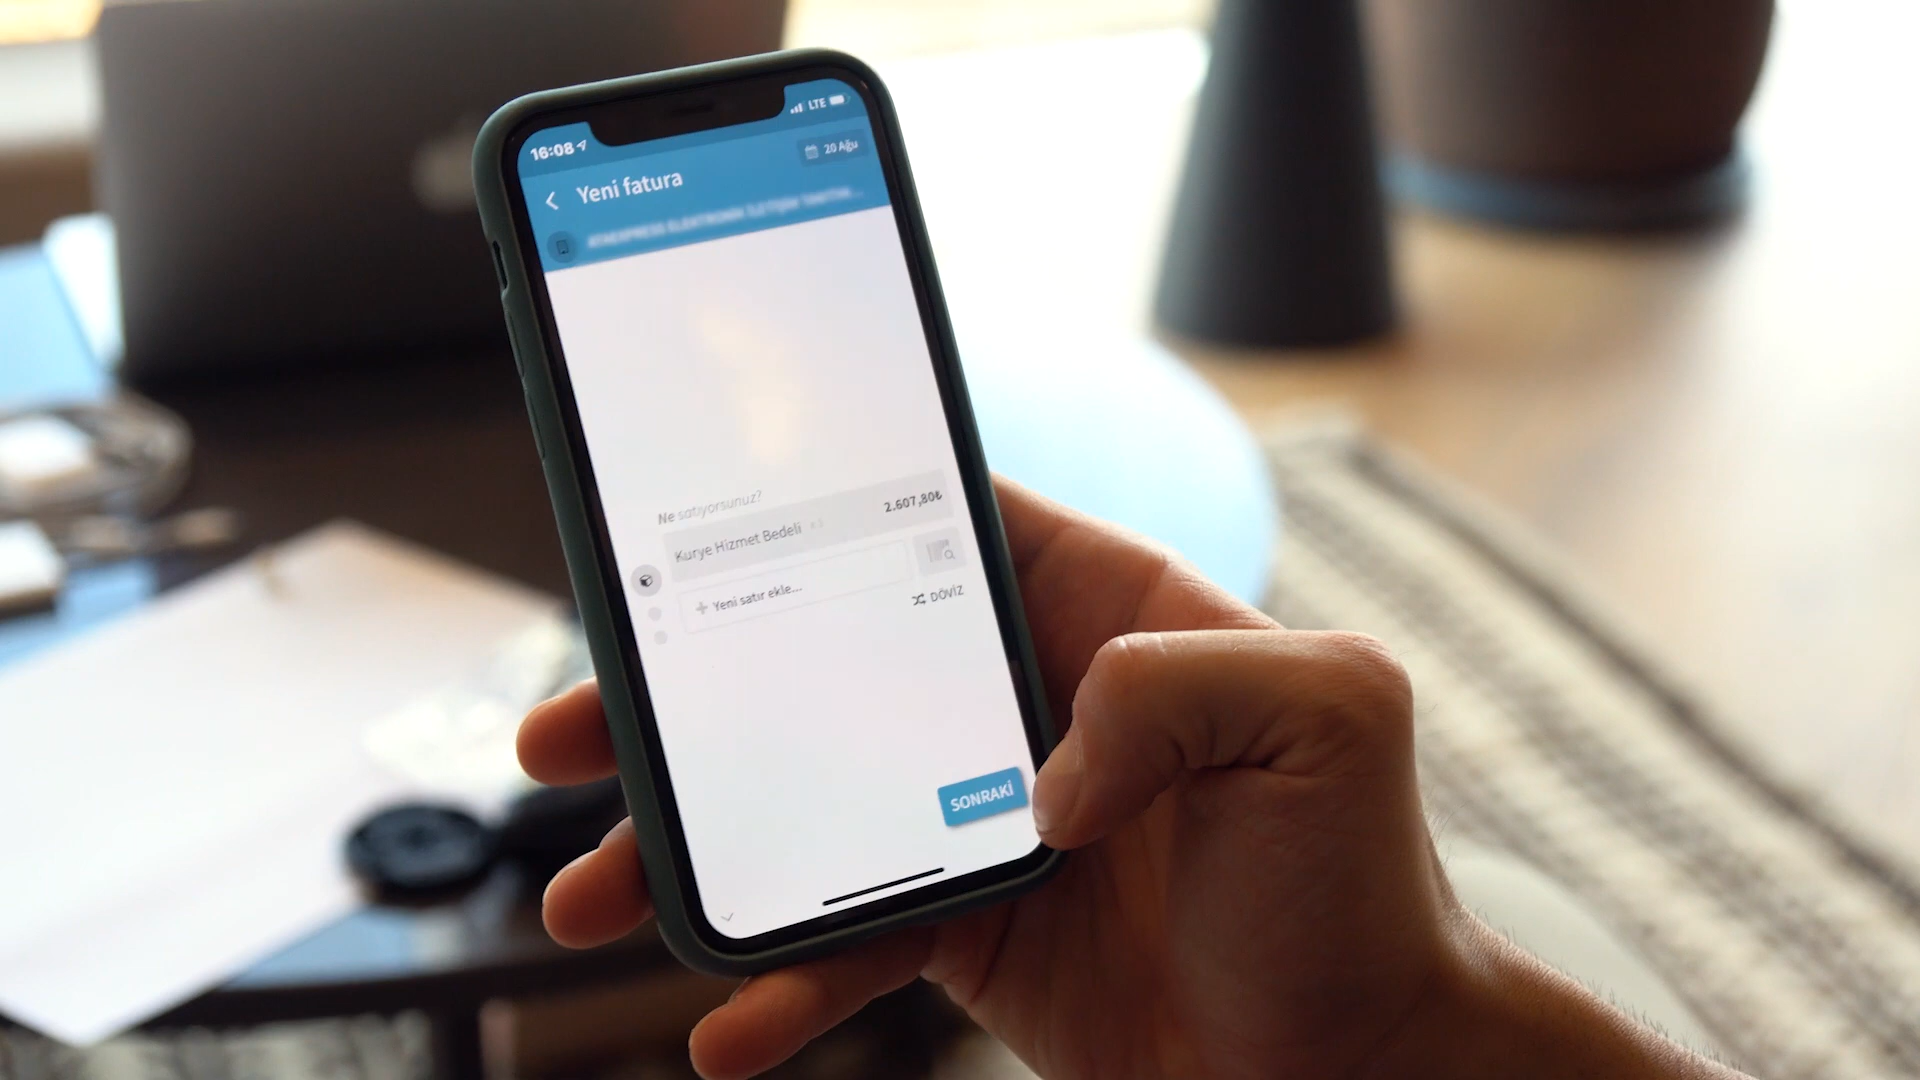 16:08
LTE
20 Ağu
Yeni fatura
Ne satıyorsunuz?
Kurye Hizmet Bedeli
2.607,80₺
+ Yeni satır ekle...
DÖVİZ
SONRAKİ